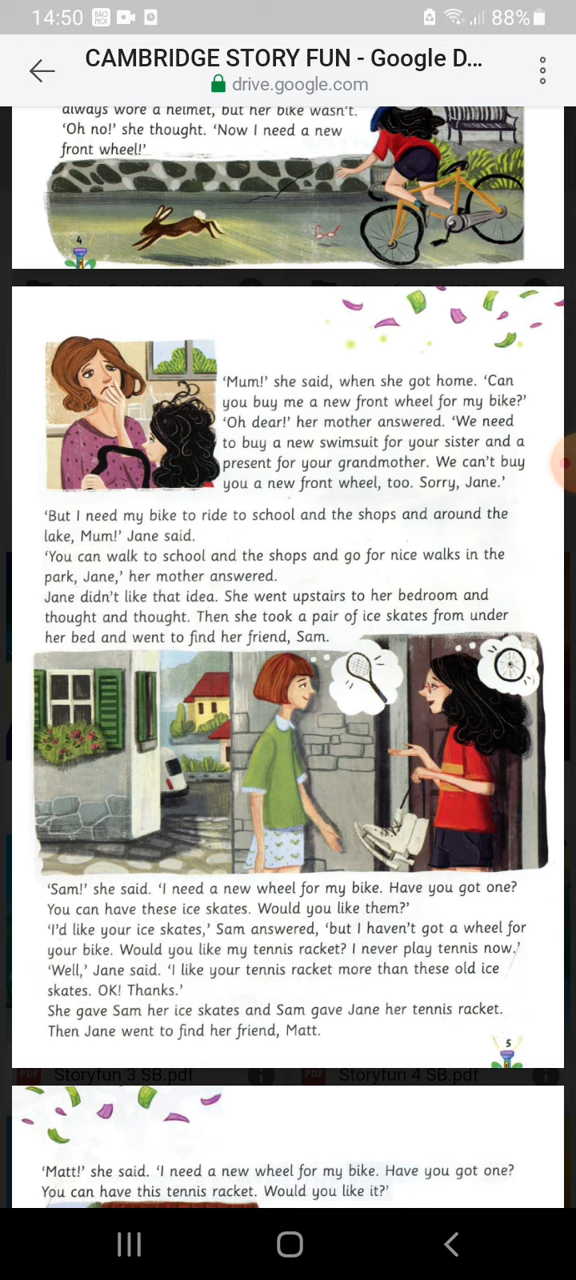 14:50
BÁO MỚI
88%
CAMBRIDGE STORY FUN - Google D...
drive.google.com
always wore a helmet, but her bike wasn't.
'Oh no!' she thought. 'Now I need a new
front wheel!'
4
'Mum!' she said, when she got home. 'Can
you buy me a new front wheel for my bike?'
'Oh dear!' her mother answered. 'We need
to buy a new swimsuit for your sister and a
present for your grandmother. We can't buy
you a new front wheel, too. Sorry, Jane.'
'But I need my bike to ride to school and the shops and around the
lake, Mum!' Jane said.
'You can walk to school and the shops and go for nice walks in the
park, Jane,' her mother answered.
Jane didn't like that idea. She went upstairs to her bedroom and
thought and thought. Then she took a pair of ice skates from under
her bed and went to find her friend, Sam.
'Sam!' she said. 'I need a new wheel for my bike. Have you got one?
You can have these ice skates. Would you like them?'
'I'd like your ice skates,' Sam answered, 'but I haven't got a wheel for
your bike. Would you like my tennis racket? I never play tennis now.'
'Well,' Jane said. 'I like your tennis racket more than these old ice
skates. OK! Thanks.'
She gave Sam her ice skates and Sam gave Jane her tennis racket.
Then Jane went to find her friend, Matt.
5
Storyfun 3 SB.pdf
Storyfun 4 SB.pdf
'Matt!' she said. 'I need a new wheel for my bike. Have you got one?
You can have this tennis racket. Would you like it?'